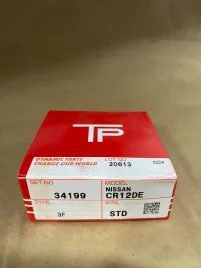 TP
DYNAMIC PARTS
CHANGE OUR WORLD
LOT NO.
20613
0224
SET NO
34199
MODEL
NISSAN
CR12DE
TYPE
3F
SIZE
STD